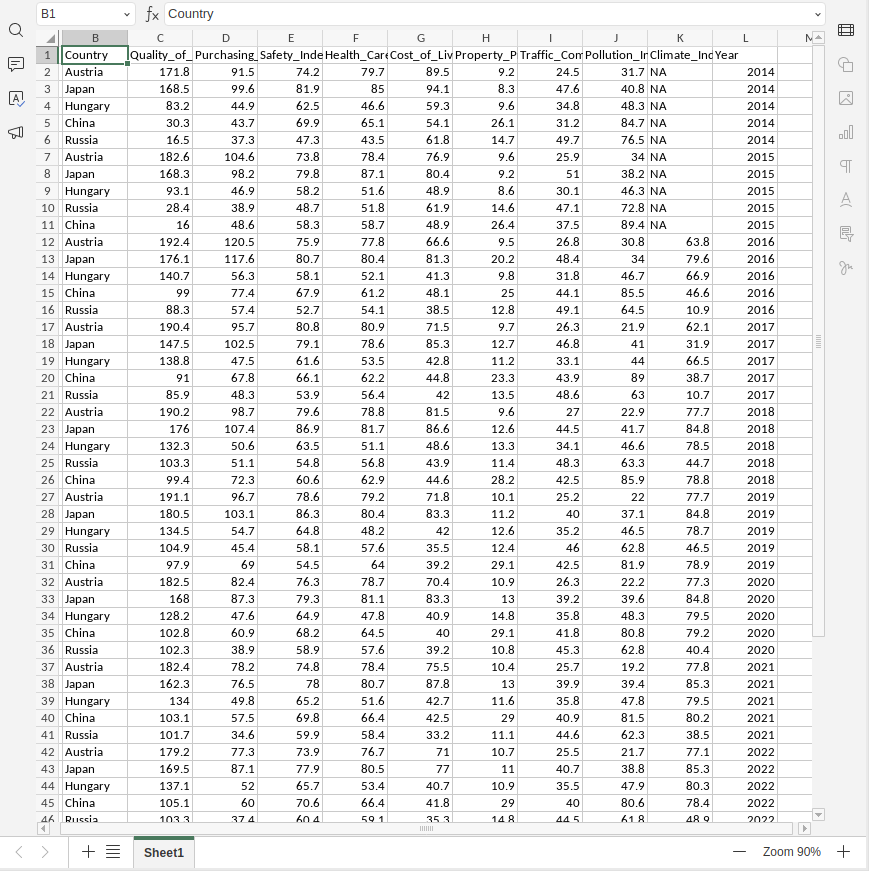 B1 fx Country
B C D E F G H I J K L M
1 Country Quality_of_ Purchasing_ Safety_Inde Health_Care Cost_of_Liv Property_P Traffic_Com Pollution_In Climate_Ind Year
2 Austria 171.8 91.5 74.2 79.7 89.5 9.2 24.5 31.7 NA 2014
3 Japan 168.5 99.6 81.9 85 94.1 8.3 47.6 40.8 NA 2014
4 Hungary 83.2 44.9 62.5 46.6 59.3 9.6 34.8 48.3 NA 2014
5 China 30.3 43.7 69.9 65.1 54.1 26.1 31.2 84.7 NA 2014
6 Russia 16.5 37.3 47.3 43.5 61.8 14.7 49.7 76.5 NA 2014
7 Austria 182.6 104.6 73.8 78.4 76.9 9.6 25.9 34 NA 2015
8 Japan 168.3 98.2 79.8 87.1 80.4 9.2 51 38.2 NA 2015
9 Hungary 93.1 46.9 58.2 51.6 48.9 8.6 30.1 46.3 NA 2015
10 Russia 28.4 38.9 48.7 51.8 61.9 14.6 47.1 72.8 NA 2015
11 China 16 48.6 58.3 58.7 48.9 26.4 37.5 89.4 NA 2015
12 Austria 192.4 120.5 75.9 77.8 66.6 9.5 26.8 30.8 63.8 2016
13 Japan 176.1 117.6 80.7 80.4 81.3 20.2 48.4 34 79.6 2016
14 Hungary 140.7 56.3 58.1 52.1 41.3 9.8 31.8 46.7 66.9 2016
15 China 99 77.4 67.9 61.2 48.1 25 44.1 85.5 46.6 2016
16 Russia 88.3 57.4 52.7 54.1 38.5 12.8 49.1 64.5 10.9 2016
17 Austria 190.4 95.7 80.8 80.9 71.5 9.7 26.3 21.9 62.1 2017
18 Japan 147.5 102.5 79.1 78.6 85.3 12.7 46.8 41 31.9 2017
19 Hungary 138.8 47.5 61.6 53.5 42.8 11.2 33.1 44 66.5 2017
20 China 91 67.8 66.1 62.2 44.8 23.3 43.9 89 38.7 2017
21 Russia 85.9 48.3 53.9 56.4 42 13.5 48.6 63 10.7 2017
22 Austria 190.2 98.7 79.6 78.8 81.5 9.6 27 22.9 77.7 2018
23 Japan 176 107.4 86.9 81.7 86.6 12.6 44.5 41.7 84.8 2018
24 Hungary 132.3 50.6 63.5 51.1 48.6 13.3 34.1 46.6 78.5 2018
25 Russia 103.3 51.1 54.8 56.8 43.9 11.4 48.3 63.3 44.7 2018
26 China 99.4 72.3 60.6 62.9 44.6 28.2 42.5 85.9 78.8 2018
27 Austria 191.1 96.7 78.6 79.2 71.8 10.1 25.2 22 77.7 2019
28 Japan 180.5 103.1 86.3 80.4 83.3 11.2 40 37.1 84.8 2019
29 Hungary 134.5 54.7 64.8 48.2 42 12.6 35.2 46.5 78.7 2019
30 Russia 104.9 45.4 58.1 57.6 35.5 12.4 46 62.8 46.5 2019
31 China 97.9 69 54.5 64 39.2 29.1 42.5 81.9 78.9 2019
32 Austria 182.5 82.4 76.3 78.7 70.4 10.9 26.3 22.2 77.3 2020
33 Japan 168 87.3 79.3 81.1 83.3 13 39.2 39.6 84.8 2020
34 Hungary 128.2 47.6 64.9 47.8 40.9 14.8 35.8 48.3 79.5 2020
35 China 102.8 60.9 68.2 64.5 40 29.1 41.8 80.8 79.2 2020
36 Russia 102.3 38.9 58.9 57.6 39.2 10.8 45.3 62.8 40.4 2020
37 Austria 182.4 78.2 74.8 78.4 75.5 10.4 25.7 19.2 77.8 2021
38 Japan 162.3 76.5 78 80.7 87.8 13 39.9 39.4 85.3 2021
39 Hungary 134 49.8 65.2 51.6 42.7 11.6 35.8 47.8 79.5 2021
40 China 103.1 57.5 69.8 66.4 42.5 29 40.9 81.5 80.2 2021
41 Russia 101.7 34.6 59.9 58.4 33.2 11.1 44.6 62.3 38.5 2021
42 Austria 179.2 77.3 73.9 76.7 71 10.7 25.5 21.7 77.1 2022
43 Japan 169.5 87.1 77.9 80.5 77 11 40.7 38.8 85.3 2022
44 Hungary 137.1 52 65.7 53.4 40.7 10.9 35.5 47.9 80.3 2022
45 China 105.1 60 70.6 66.4 41.8 29 40 80.6 78.4 2022
46 Russia 103.3 37.4 60.4 59.1 35.3 14.8 44.5 61.8 48.9 2022
Sheet1 Zoom 90%